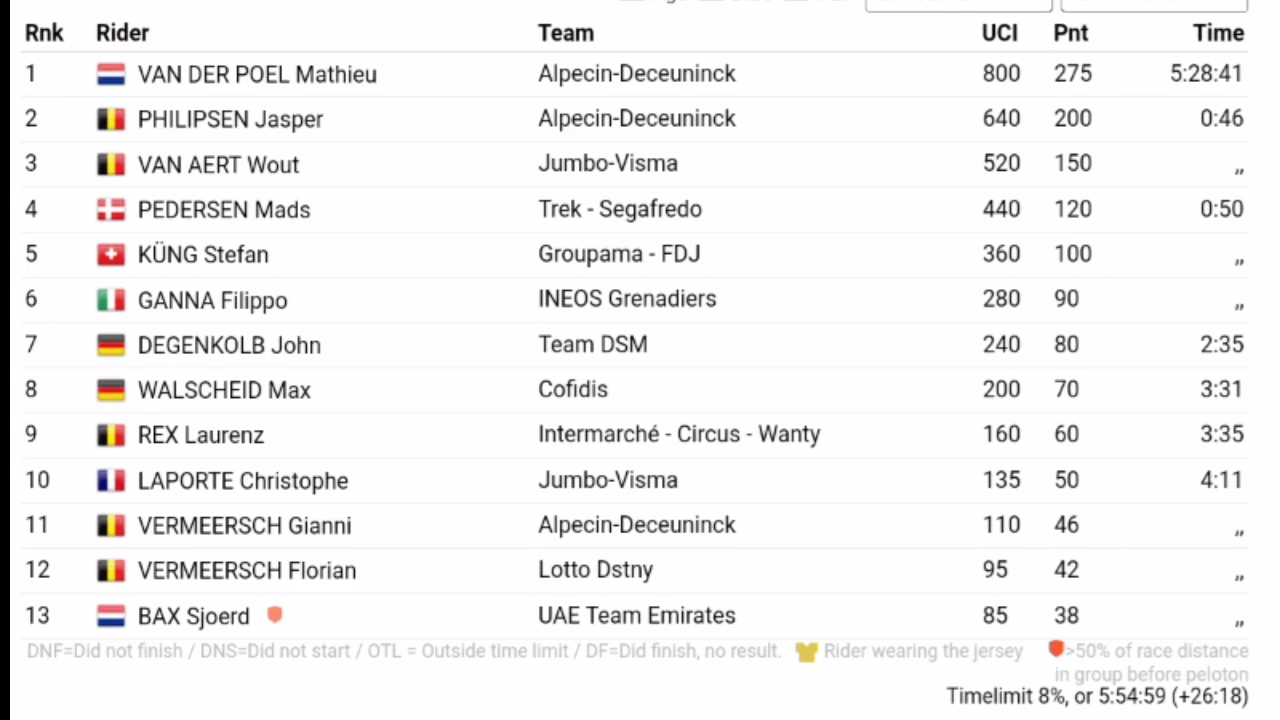 Rnk Rider Team UCI Pnt Time
1 VAN DER POEL Mathieu Alpecin-Deceuninck 800 275 5:28:41
2 PHILIPSEN Jasper Alpecin-Deceuninck 640 200 0:46
3 VAN AERT Wout Jumbo-Visma 520 150 ,,
4 PEDERSEN Mads Trek - Segafredo 440 120 0:50
5 KÜNG Stefan Groupama - FDJ 360 100 ,,
6 GANNA Filippo INEOS Grenadiers 280 90 ,,
7 DEGENKOLB John Team DSM 240 80 2:35
8 WALSCHEID Max Cofidis 200 70 3:31
9 REX Laurenz Intermarché - Circus - Wanty 160 60 3:35
10 LAPORTE Christophe Jumbo-Visma 135 50 4:11
11 VERMEERSCH Gianni Alpecin-Deceuninck 110 46 ,,
12 VERMEERSCH Florian Lotto Dstny 95 42 ,,
13 BAX Sjoerd UAE Team Emirates 85 38 ,,
DNF=Did not finish / DNS=Did not start / OTL = Outside time limit / DF=Did finish, no result. Rider wearing the jersey >50% of race distance
in group before peloton
Timelimit 8%, or 5:54:59 (+26:18)